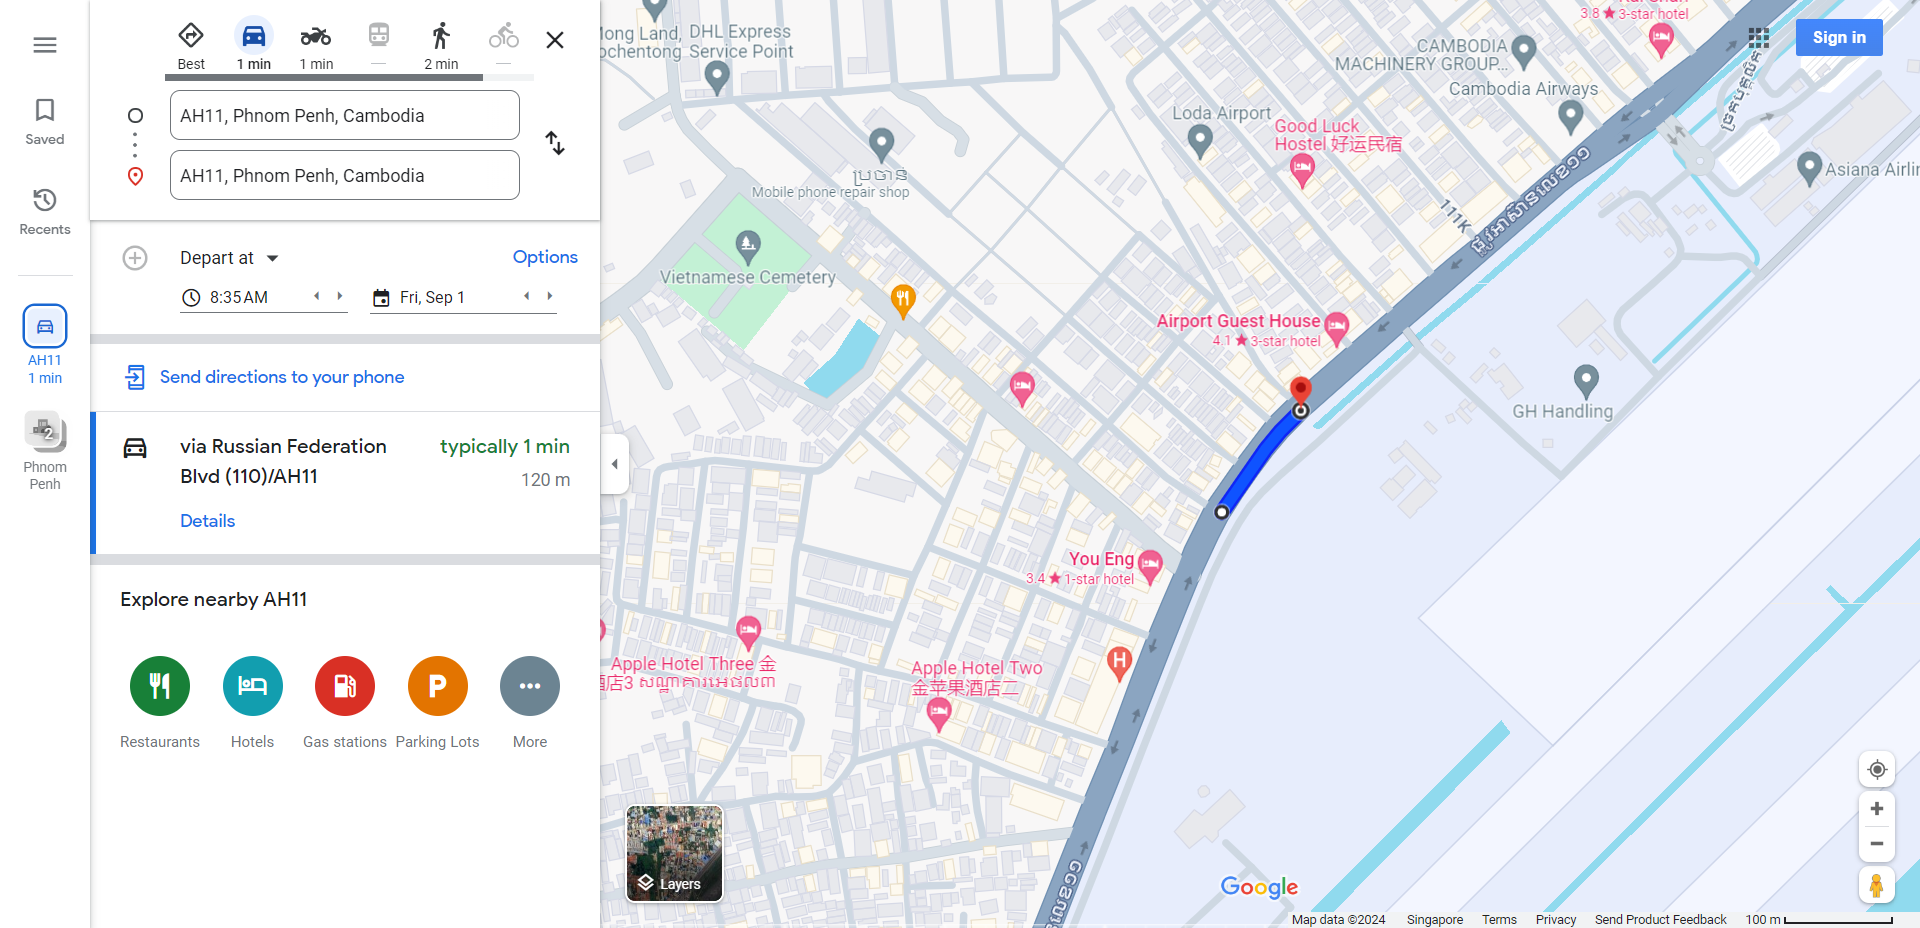 Best
1 min
1 min
2 min
AH11, Phnom Penh, Cambodia
AH11, Phnom Penh, Cambodia
Saved
Recents
AH11
1 min
2
Phnom
Penh
Depart at
Options
8:35 AM
Fri, Sep 1
Send directions to your phone
via Russian Federation
Blvd (110)/AH11
typically 1 min
120 m
Details
Explore nearby AH11
Restaurants
Hotels
Gas stations
P
Parking Lots
More
DHL Express
Service Point
ប្រចាន់
Mobile phone repair shop
Vietnamese Cemetery
3.8 ★ 3-star hotel
CAMBODIA
MACHINERY GROUP...
Cambodia Airways
Loda Airport
Good Luck
Hostel 好运民宿
111K
Asiana Airlin
Airport Guest House
4.1 ★ 3-star hotel
GH Handling
You Eng
3.4 ★ 1-star hotel
H
Apple Hotel Three 金
酒店3 សណ្ឋាគារអេផល៣
Apple Hotel Two
金苹果酒店二
Sign in
Layers
Google
Map data ©2024
Singapore
Terms
Privacy
Send Product Feedback
100 m